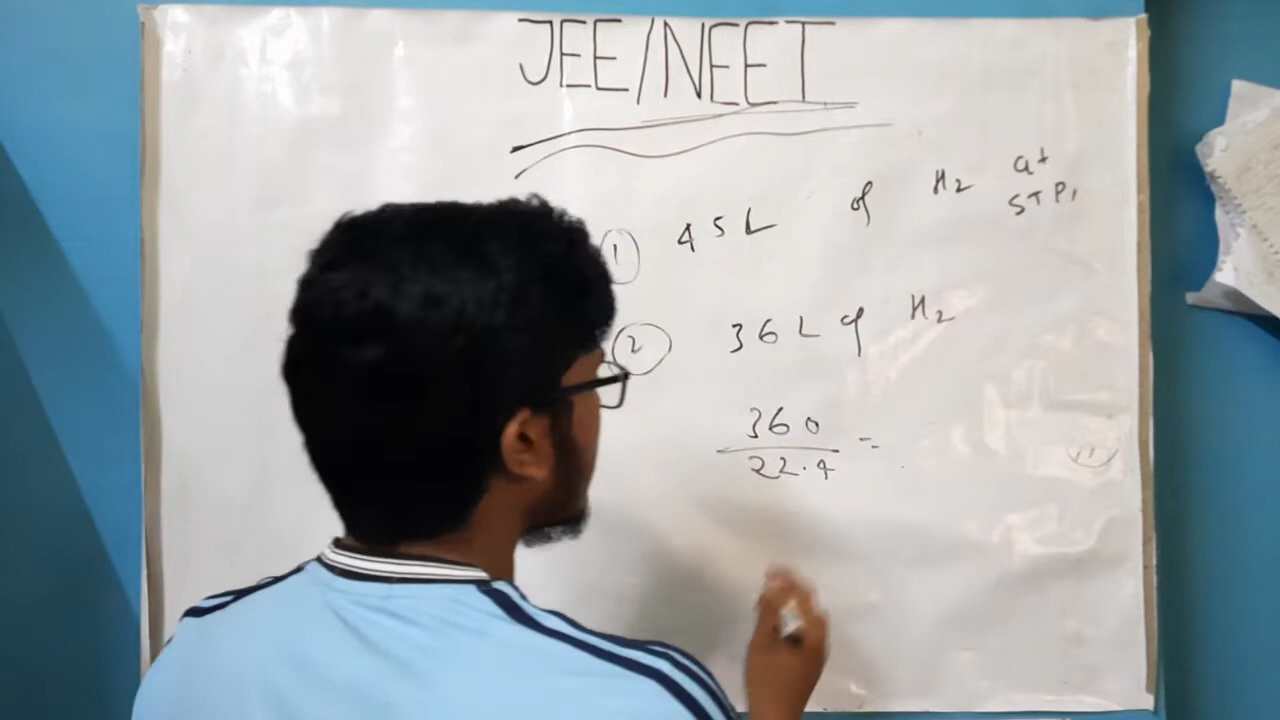 JEE/NEET
① 45L of H2 at
STP,
② 36L of H2
360
22.4 =